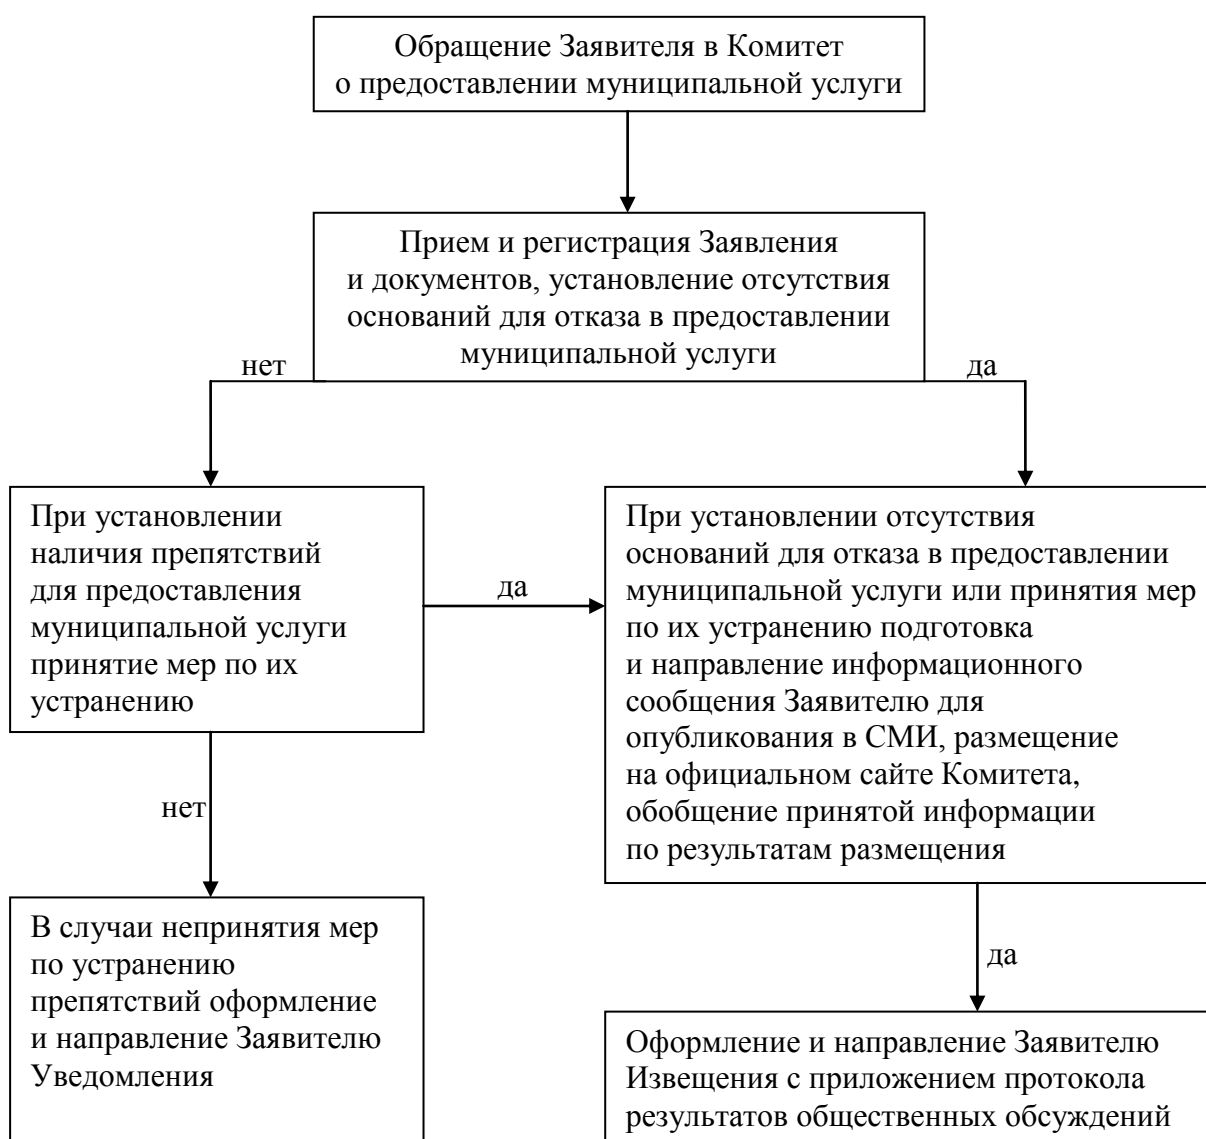 Обращение Заявителя в Комитет
о предоставлении муниципальной услуги
Прием и регистрация Заявления
и документов, установление отсутствия
оснований для отказа в предоставлении
муниципальной услуги
нет
да
При установлении
наличия препятствий
для предоставления
муниципальной услуги
принятие мер по их
устранению
да
При установлении отсутствия
оснований для отказа в предоставлении
муниципальной услуги или принятия мер
по их устранению подготовка
и направление информационного
сообщения Заявителю для
опубликования в СМИ, размещение
на официальном сайте Комитета,
обобщение принятой информации
по результатам размещения
нет
В случаи непринятия мер
по устранению
препятствий оформление
и направление Заявителю
Уведомления
да
Оформление и направление Заявителю
Извещения с приложением протокола
результатов общественных обсуждений